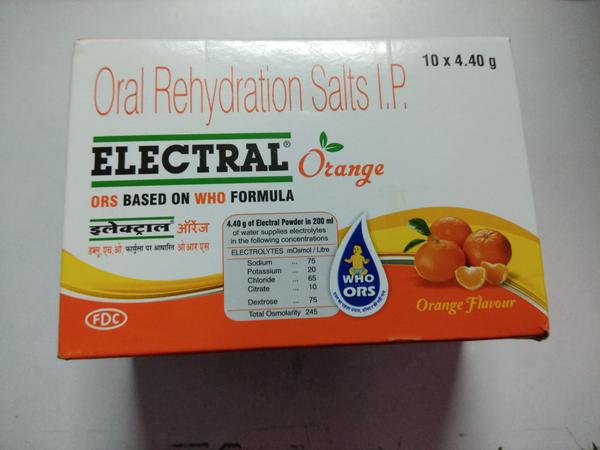 10 x 4.40 g
Oral Rehydration Salts I.P.
ELECTRAL® Orange
ORS BASED ON WHO FORMULA
इलेक्ट्राल® ऑरेंज
डब्ल्यू.एच.ओ. फार्मूला पर आधारित ओ आर एस
4.40 g of Electral Powder in 200 ml
of water supplies electrolytes
in the following concentrations
ELECTROLYTES mOsmol / Litre
Sodium ... 75
Potassium ... 20
Chloride ... 65
Citrate ... 10
Dextrose ... 75
Total Osmolarity 245
WHO
ORS
Orange Flavour
FDC